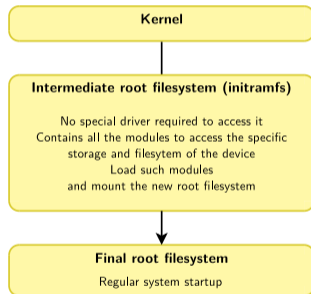 Kernel
Intermediate root filesystem (initramfs)
No special driver required to access it
Contains all the modules to access the specific
storage and filesytem of the device
Load such modules
and mount the new root filesystem
Final root filesystem
Regular system startup